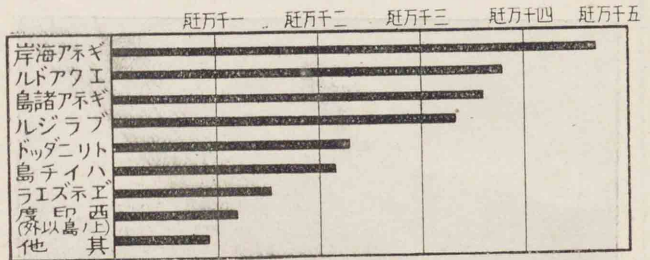 一千万瓩
二千万瓩
三千万瓩
四千万瓩
五千万瓩
ギネア海岸
エクアドル
ギネア諸島
ブラジル
トリニダッド
ハイチ島
ヹネズエラ
西印度
(上ノ島以外)
其他